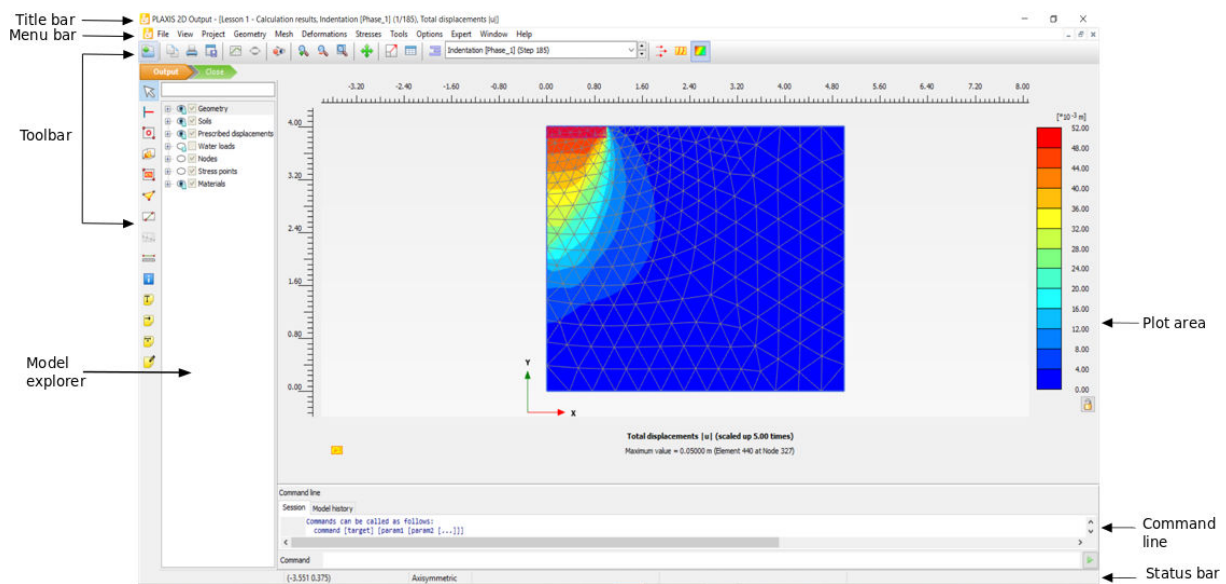 Title bar
PLAXIS 2D Output - [Lesson 1 - Calculation results, Indentation [Phase_1] (1/185), Total displacements |u|]
Menu bar
File View Project Geometry Mesh Deformations Stresses Tools Options Expert Window Help
Indentation [Phase_1] (Step 185)
Output Close
Toolbar
Geometry
Soils
Prescribed displacements
Water loads
Nodes
Stress points
Materials
-3.20 -2.40 -1.60 -0.80 0.00 0.80 1.60 2.40 3.20 4.00 4.80 5.60 6.40 7.20 8.00
4.00
3.20
2.40
1.60
0.80
0.00
Y
X
[*10⁻³ m]
52.00
48.00
44.00
40.00
36.00
32.00
28.00
24.00
20.00
16.00
12.00
8.00
4.00
0.00
Plot area
Model
explorer
Total displacements |u| (scaled up 5.00 times)
Maximum value = 0.05000 m (Element 440 at Node 327)
Command line
Session Model history
Commands can be called as follows:
command [target] [param1 [param2 [...]]]
Command
line
Command
(-3.551 0.375) Axisymmetric
Status bar